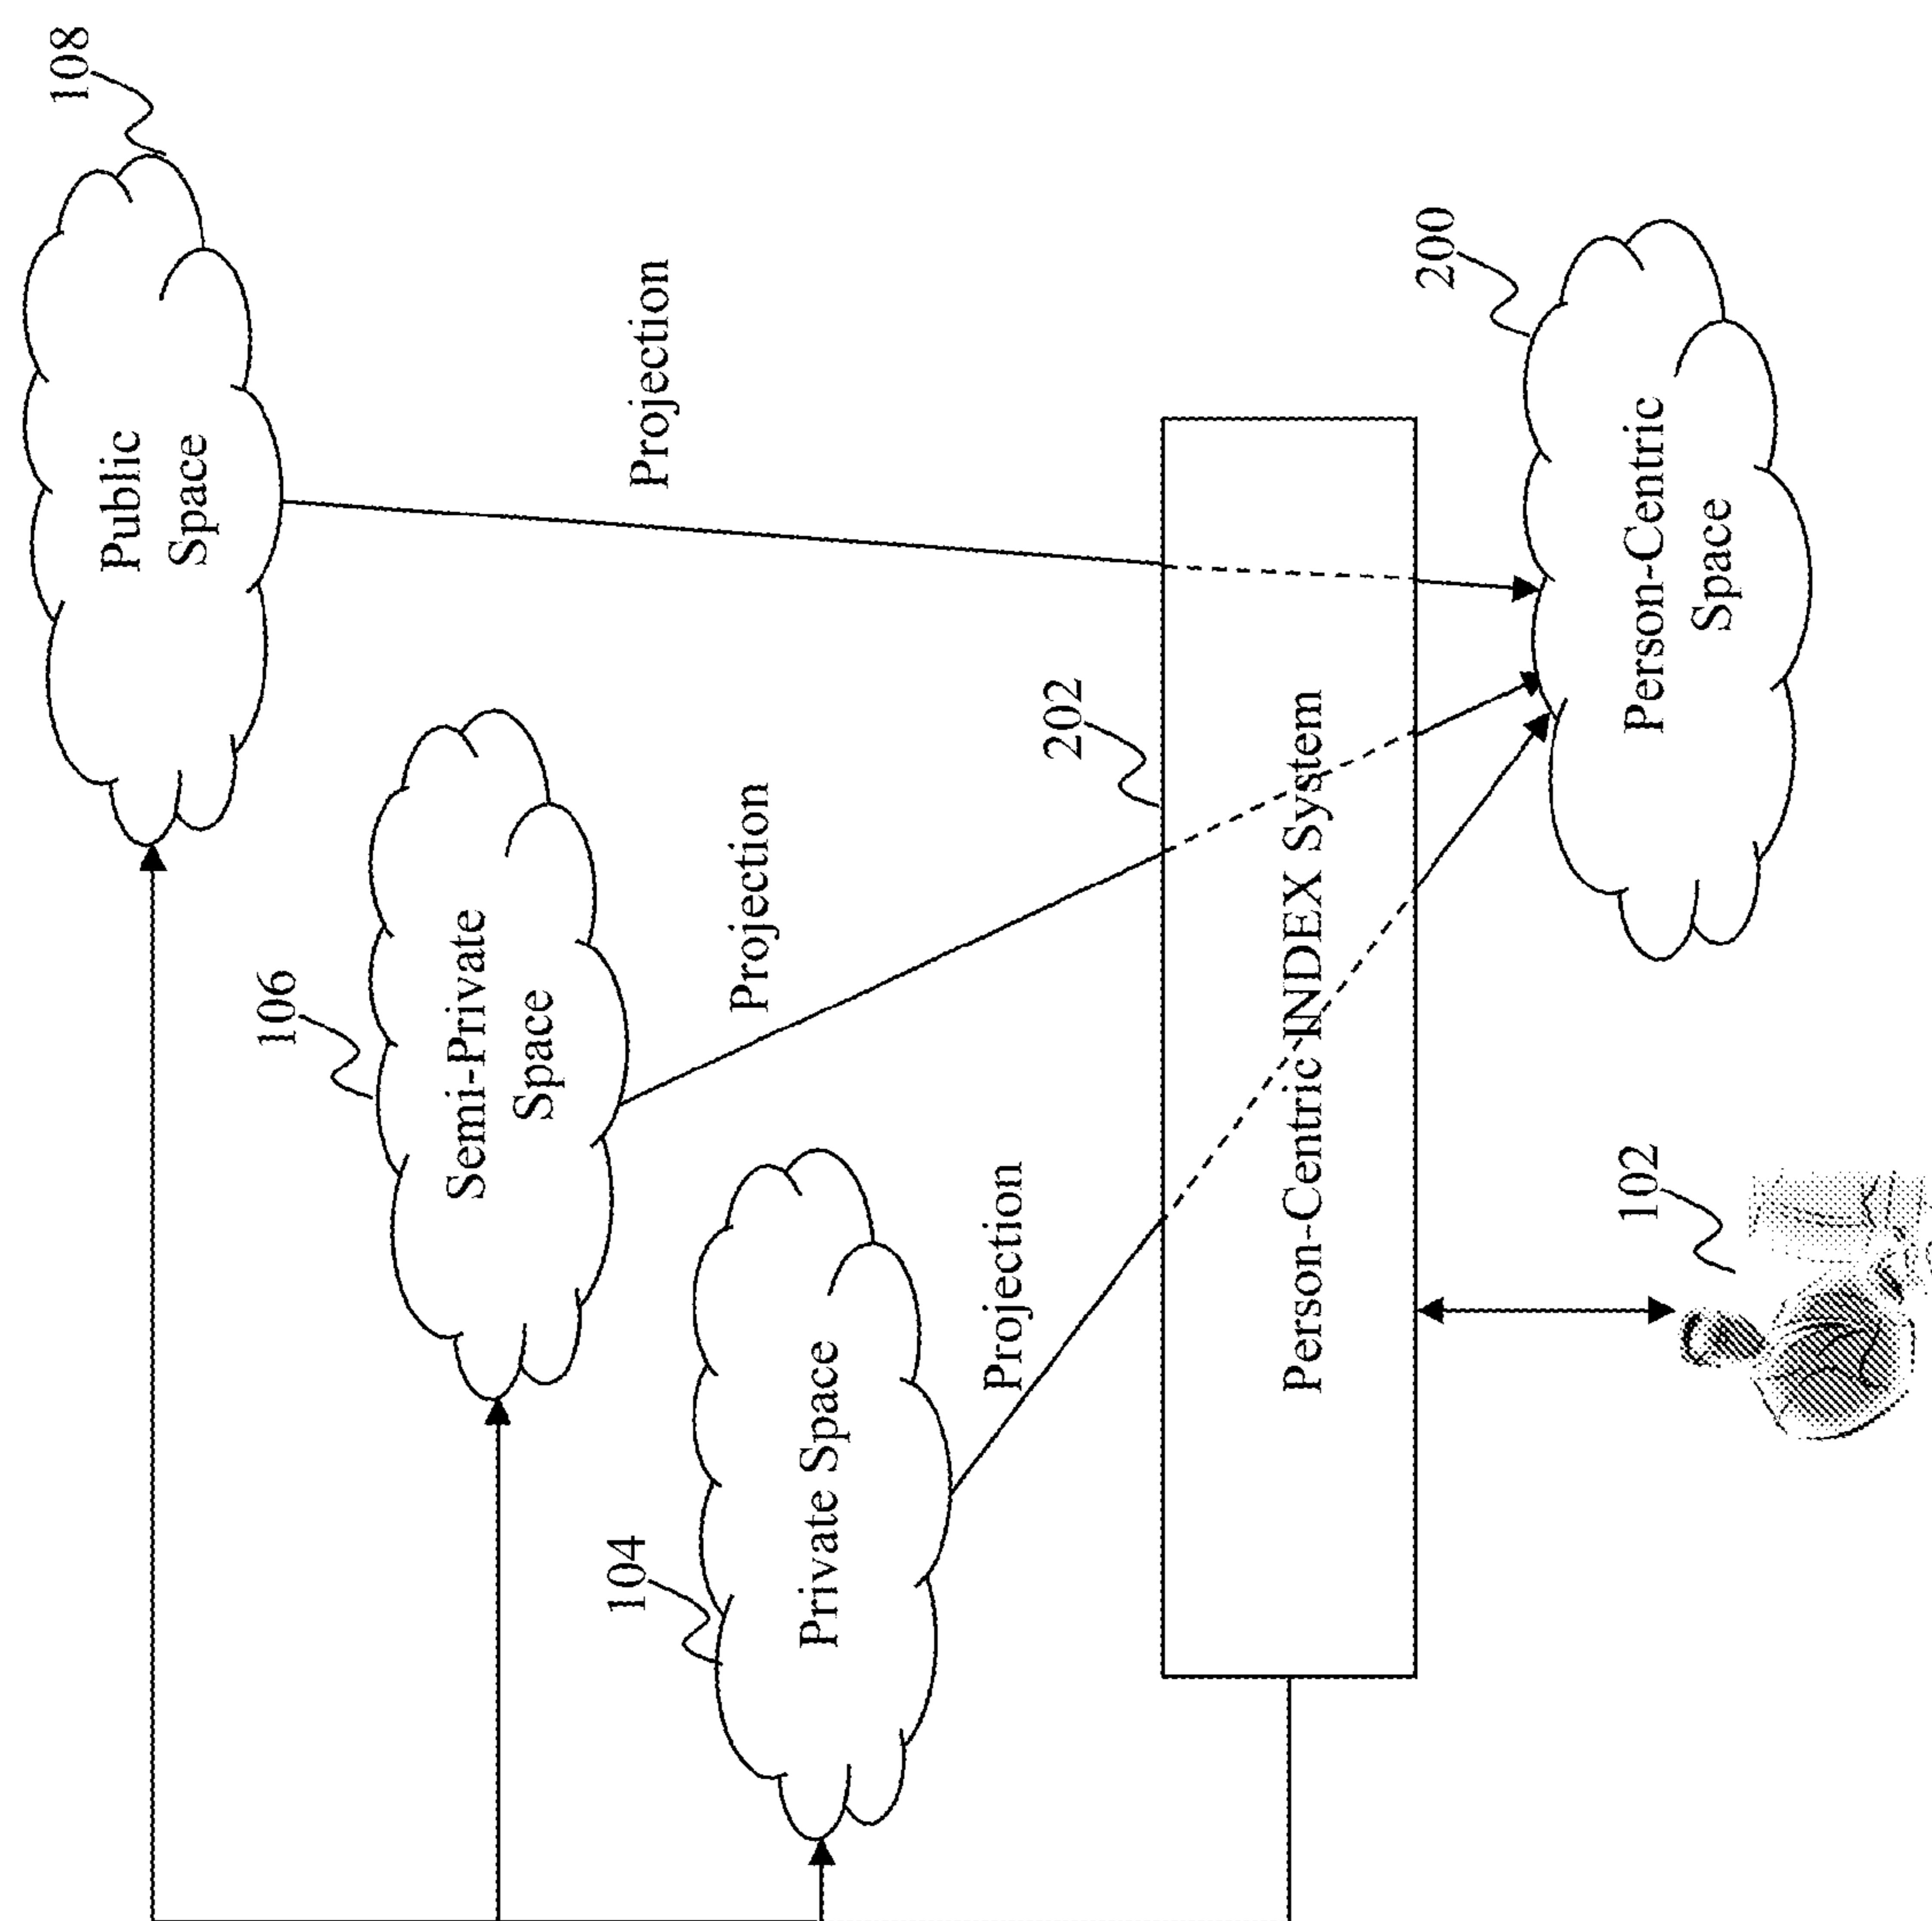 108
Public
Space
106
Semi-Private
Space
Projection
104
Private Space
Projection
Projection
202
Person-Centric INDEX System
200
Person-Centric
Space
102